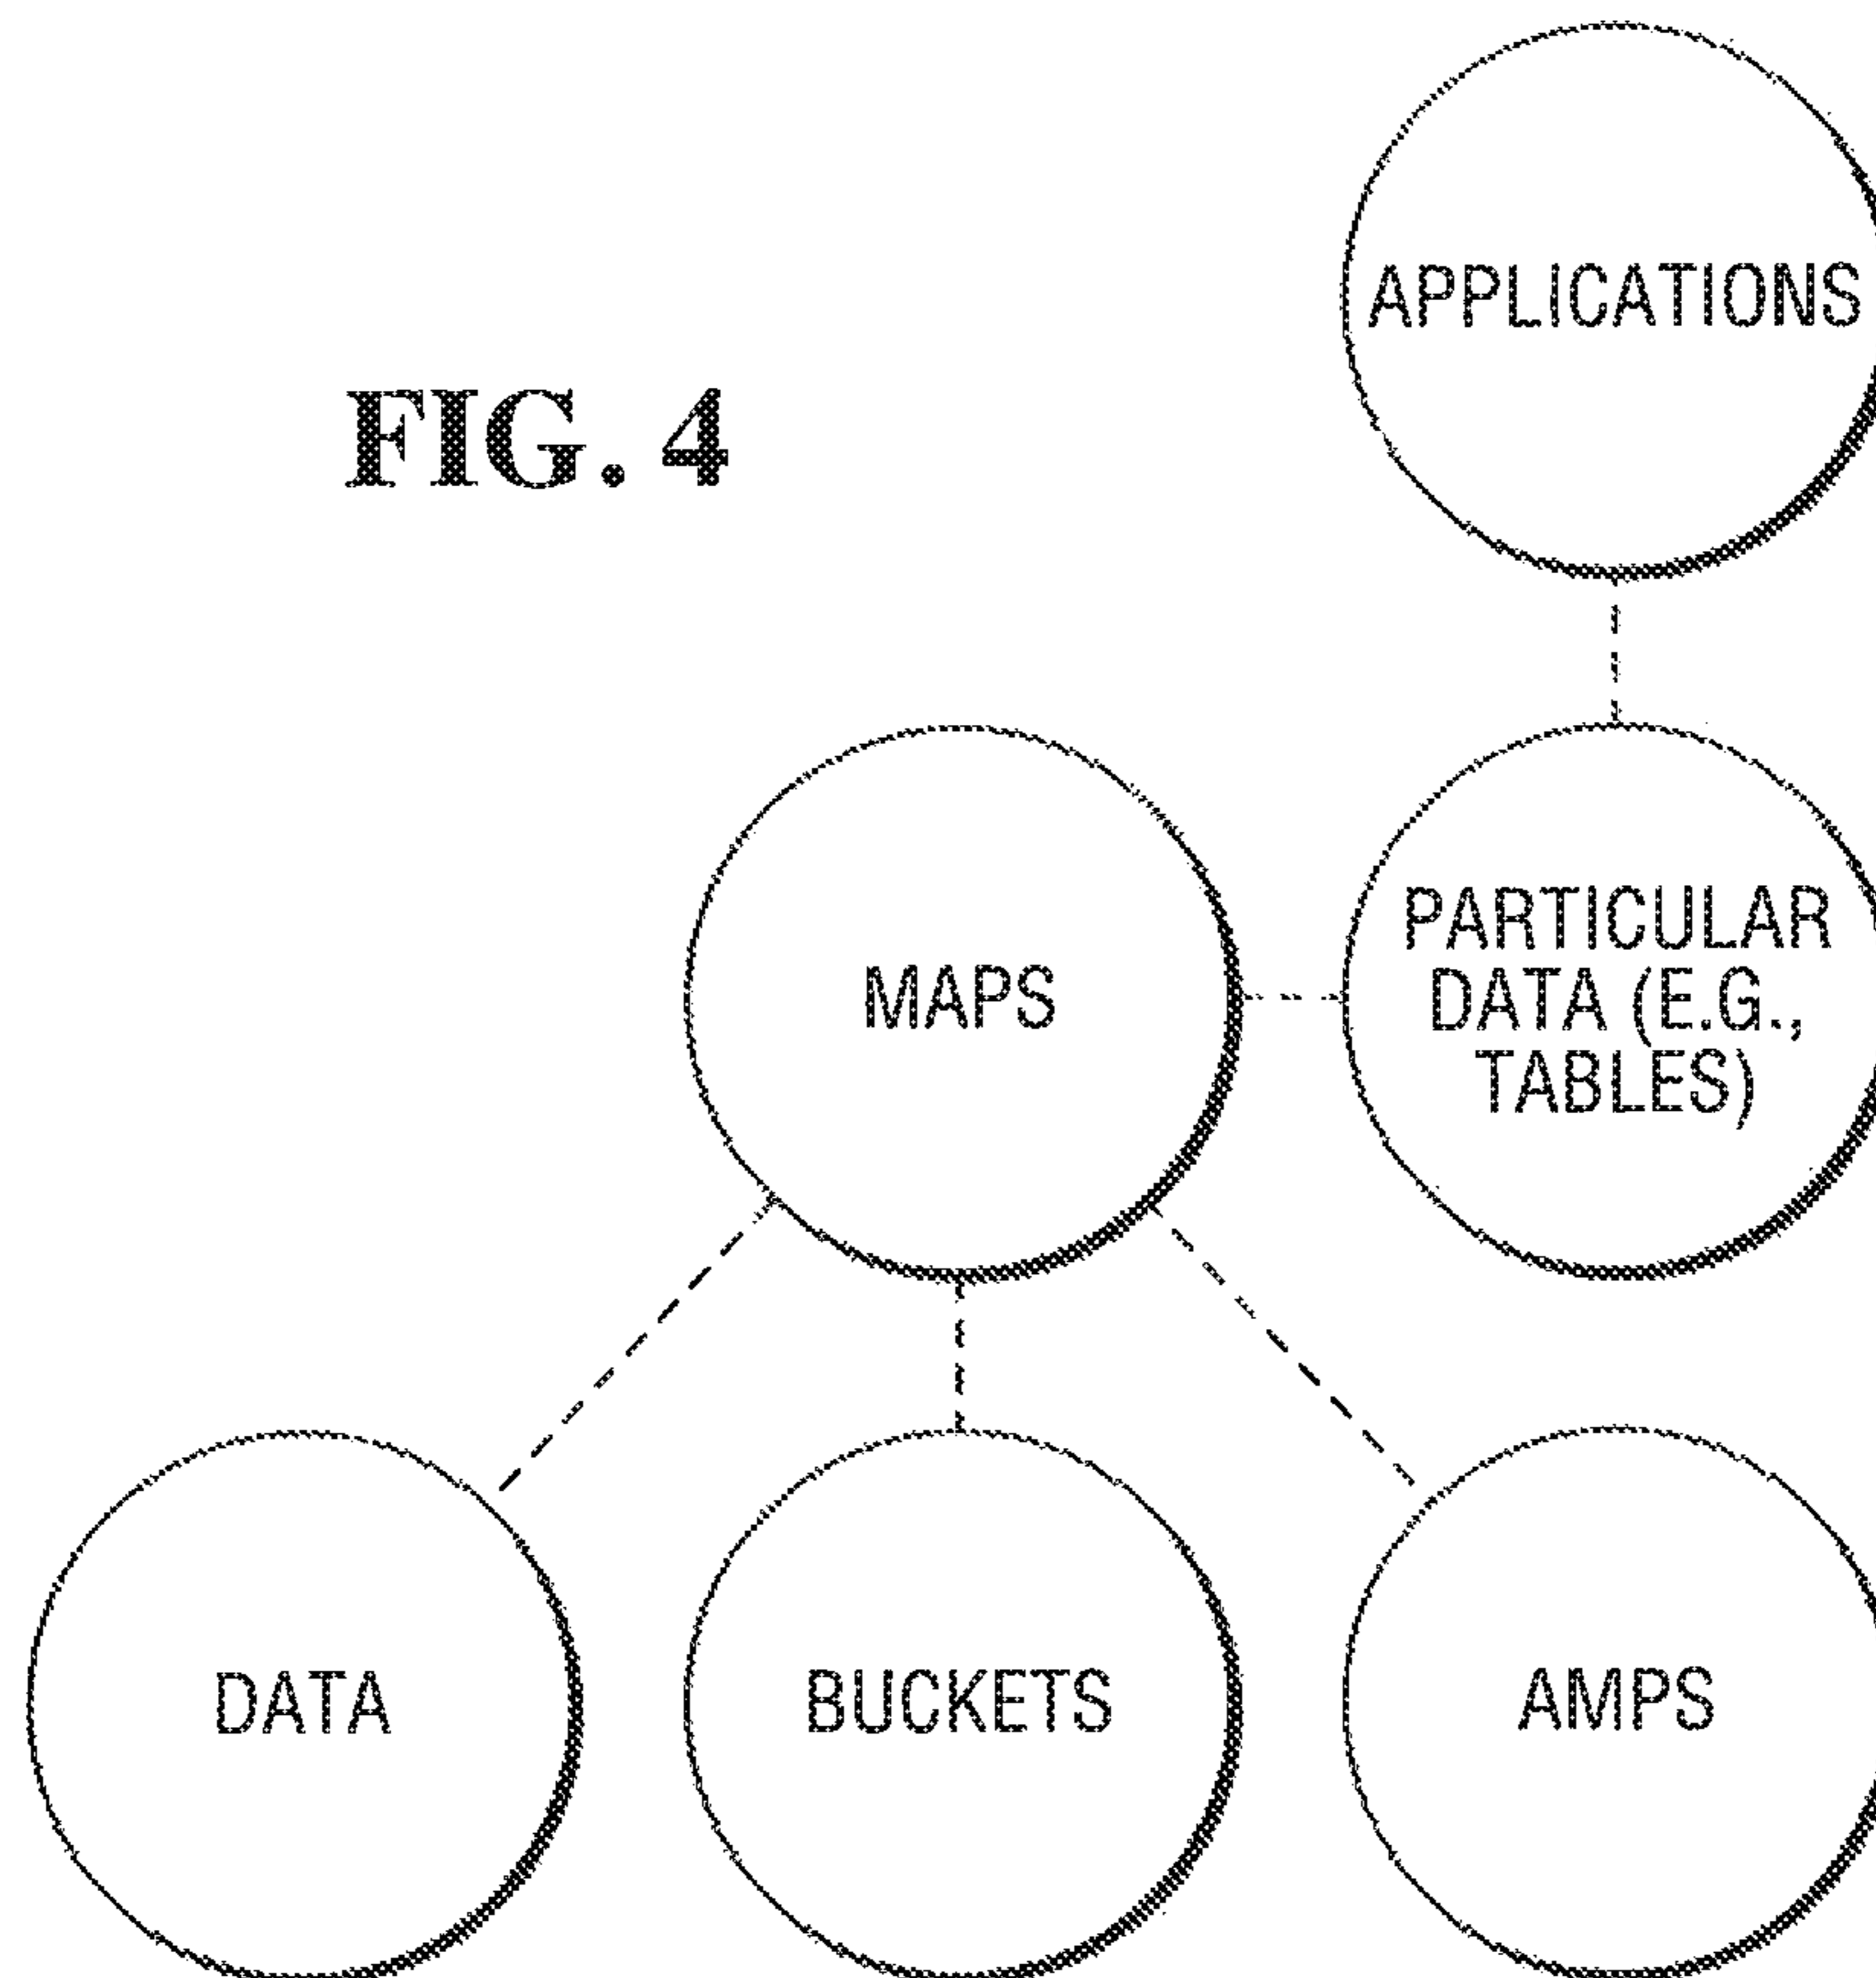 APPLICATIONS
FIG. 4
MAPS
PARTICULAR
DATA (E.G.,
TABLES)
DATA
BUCKETS
AMPS